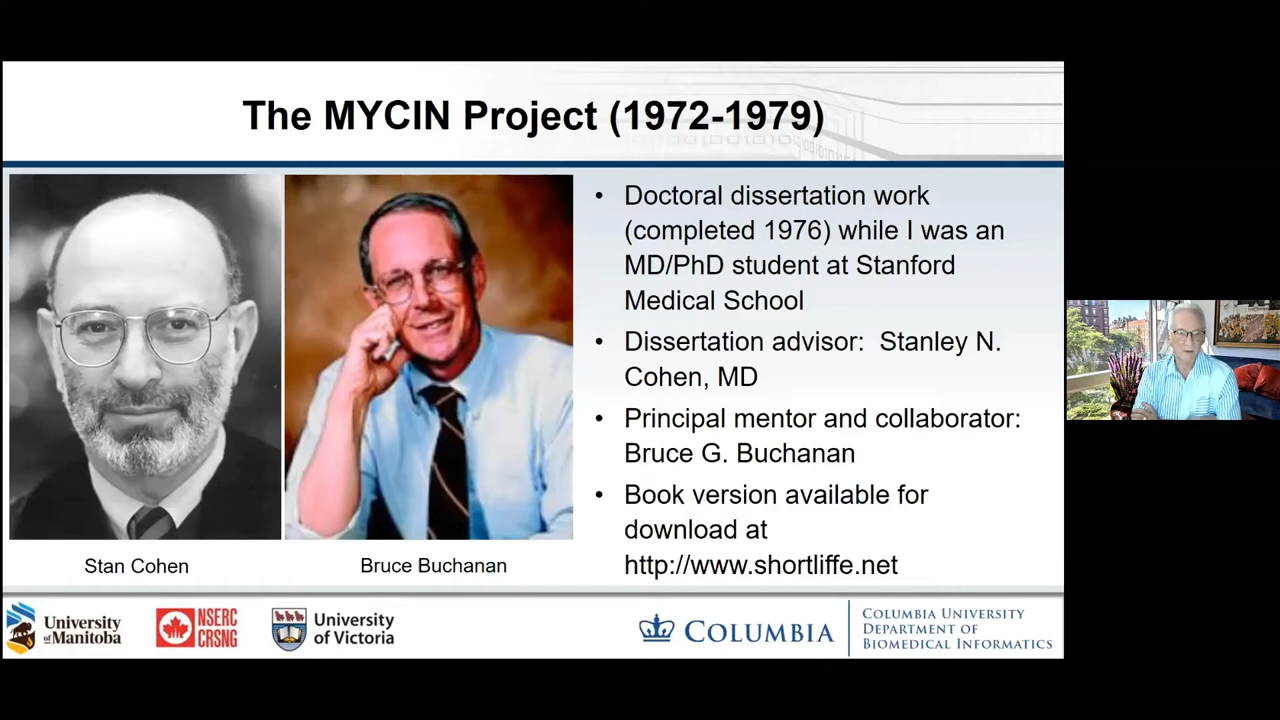 The MYCIN Project (1972-1979)
• Doctoral dissertation work
(completed 1976) while I was an
MD/PhD student at Stanford
Medical School
• Dissertation advisor: Stanley N.
Cohen, MD
• Principal mentor and collaborator:
Bruce G. Buchanan
• Book version available for
download at
http://www.shortliffe.net
Stan Cohen
Bruce Buchanan
University
of Manitoba
NSERC
CRSNG
University
of Victoria
COLUMBIA
COLUMBIA UNIVERSITY
DEPARTMENT OF
BIOMEDICAL INFORMATICS